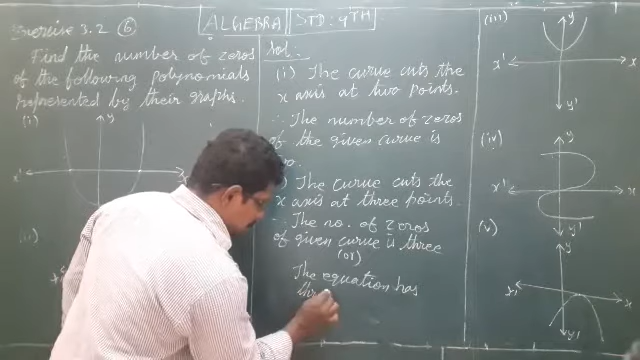 Exercise 3.2 (6)
ALGEBRA STD: 9TH
Find the number of zeros
of the following polynomials
represented by their graphs.
(i)
y
x'
y'
Sol:
(i) The curve cuts the
x axis at two points.
∴ The number of zeros
of the given curve is
The curve cuts the
x axis at three points.
∴ The no. of zeros
of given curve is three
(or)
The equation has
(iii)
y
x'
x
y'
(iv)
y
x'
x
y'
(v)
y
x'
x
y'